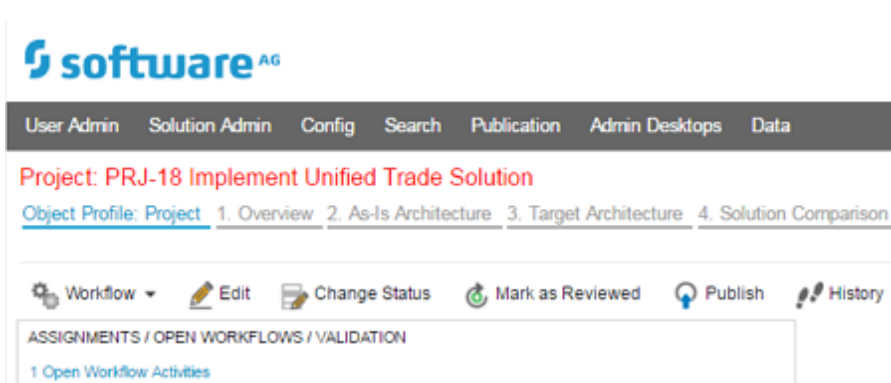 software AG
User Admin Solution Admin Config Search Publication Admin Desktops Data
Project: PRJ-18 Implement Unified Trade Solution
Object Profile: Project 1. Overview 2. As-Is Architecture 3. Target Architecture 4. Solution Comparison
Workflow Edit Change Status Mark as Reviewed Publish History
ASSIGNMENTS / OPEN WORKFLOWS / VALIDATION
1 Open Workflow Activities